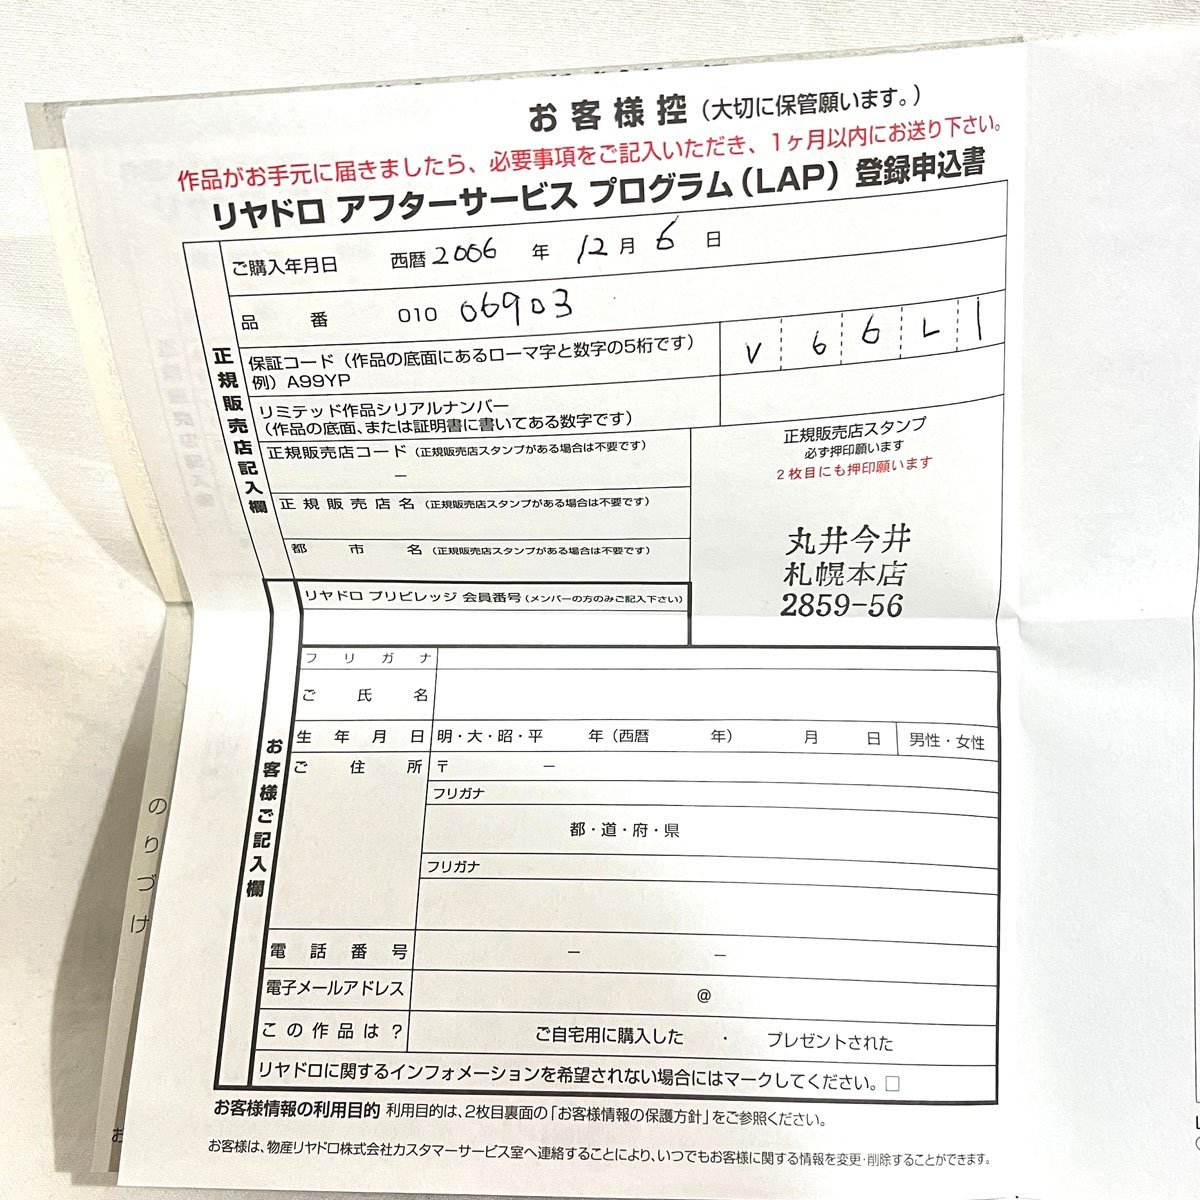 お客様控（大切に保管願います。）
作品がお手元に届きましたら、必要事項をご記入いただき、1ヶ月以内にお送り下さい。
リヤドロ アフターサービス プログラム（LAP）登録申込書
正規販売店記入欄
ご購入年月日 西暦 2006 年 12 月 6 日
品番 010 06903
保証コード（作品の底面にあるローマ字と数字の5桁です）
例）A99YP
V 6 6 L I
リミテッド作品シリアルナンバー
（作品の底面、または証明書に書いてある数字です）
正規販売店コード（正規販売店スタンプがある場合は不要です）
－
正規販売店名（正規販売店スタンプがある場合は不要です）
都市名（正規販売店スタンプがある場合は不要です）
正規販売店スタンプ
必ず押印願います
2枚目にも押印願います
丸井今井
札幌本店
2859-56
リヤドロ プリビレッジ 会員番号（メンバーの方のみご記入下さい）
お客様ご記入欄
フリガナ
ご氏名
生年月日 明・大・昭・平 年（西暦 年） 月 日 男性・女性
ご住所 〒 －
フリガナ
都・道・府・県
フリガナ
電話番号 － －
電子メールアドレス @
この作品は？ ご自宅用に購入した ・ プレゼントされた
リヤドロに関するインフォメーションを希望されない場合にはマークしてください。□
お客様情報の利用目的 利用目的は、2枚目裏面の「お客様情報の保護方針」をご参照ください。
お客様は、物産リヤドロ株式会社カスタマーサービス室へ連絡することにより、いつでもお客様に関する情報を変更・削除することができます。
のりづけ